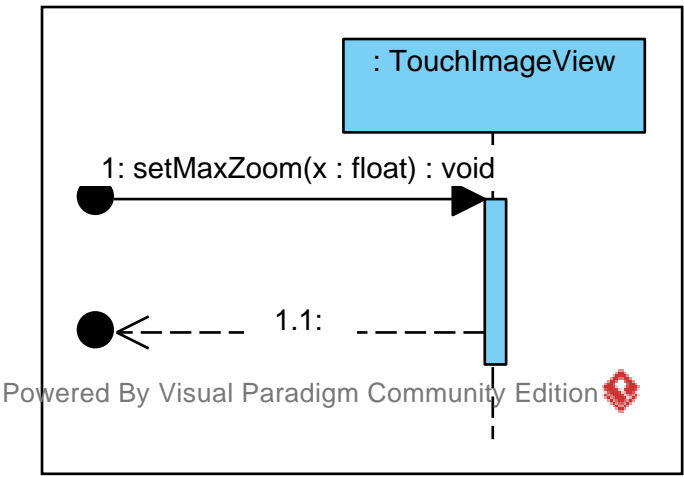 : TouchImageView
1: setMaxZoom(x : float) : void
1.1:
Powered By Visual Paradigm Community Edition